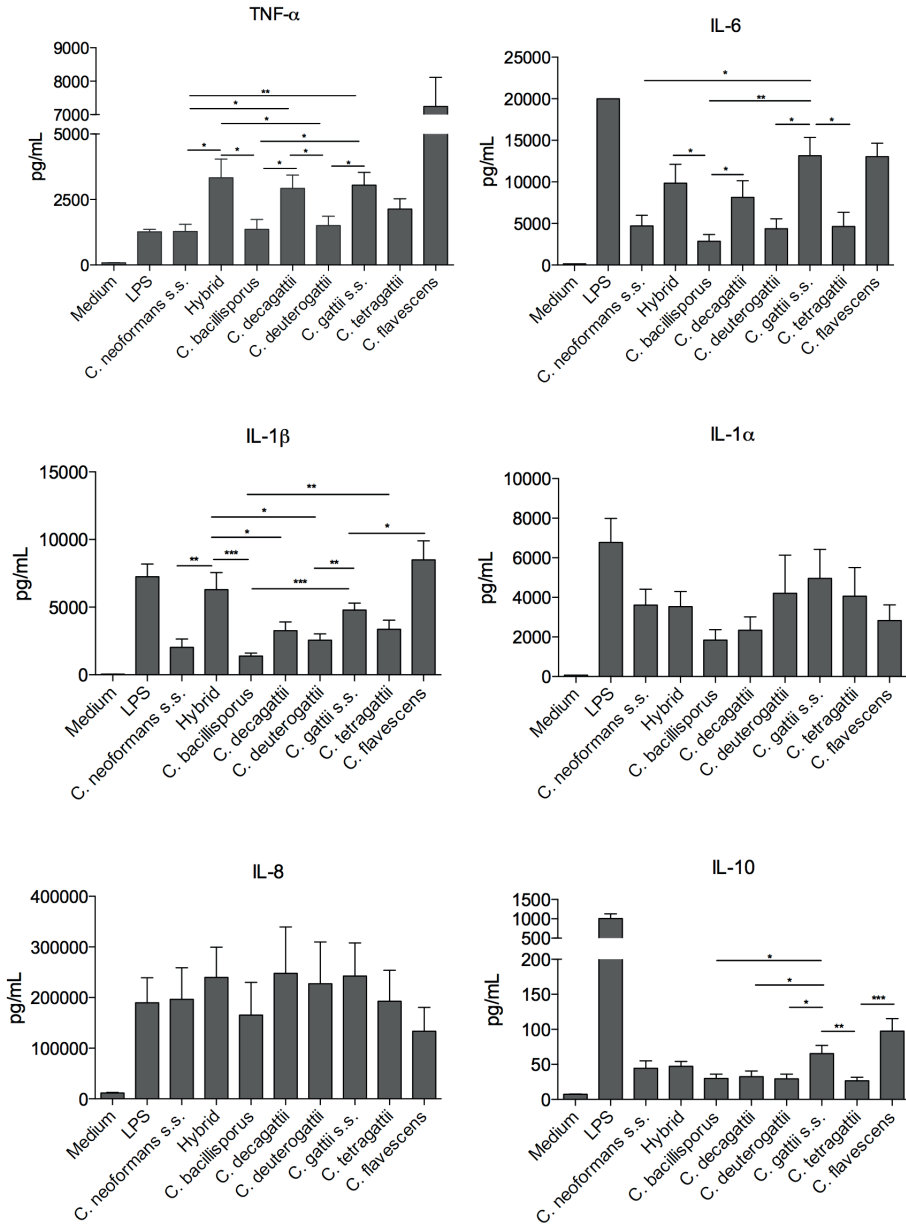 TNF-α
9000
8000
7000
5000
2500
0
pg/mL
** 
*
*
*
*
*
*
*
*
Medium
LPS
C. neoformans s.s.
Hybrid
C. bacillisporus
C. decagattii
C. deuterogattii
C. gattii s.s.
C. tetragattii
C. flavescens
IL-6
25000
20000
15000
10000
5000
0
pg/mL
*
**
*
*
*
*
Medium
LPS
C. neoformans s.s.
Hybrid
C. bacillisporus
C. decagattii
C. deuterogattii
C. gattii s.s.
C. tetragattii
C. flavescens
IL-1β
15000
10000
5000
0
pg/mL
**
*
*
*
**
***
**
***
Medium
LPS
C. neoformans s.s.
Hybrid
C. bacillisporus
C. decagattii
C. deuterogattii
C. gattii s.s.
C. tetragattii
C. flavescens
IL-1α
10000
8000
6000
4000
2000
0
pg/mL
Medium
LPS
C. neoformans s.s.
Hybrid
C. bacillisporus
C. decagattii
C. deuterogattii
C. gattii s.s.
C. tetragattii
C. flavescens
IL-8
400000
300000
200000
100000
0
pg/mL
Medium
LPS
C. neoformans s.s.
Hybrid
C. bacillisporus
C. decagattii
C. deuterogattii
C. gattii s.s.
C. tetragattii
C. flavescens
IL-10
1500
1000
500
200
150
100
50
0
pg/mL
*
*
*
***
**
Medium
LPS
C. neoformans s.s.
Hybrid
C. bacillisporus
C. decagattii
C. deuterogattii
C. gattii s.s.
C. tetragattii
C. flavescens